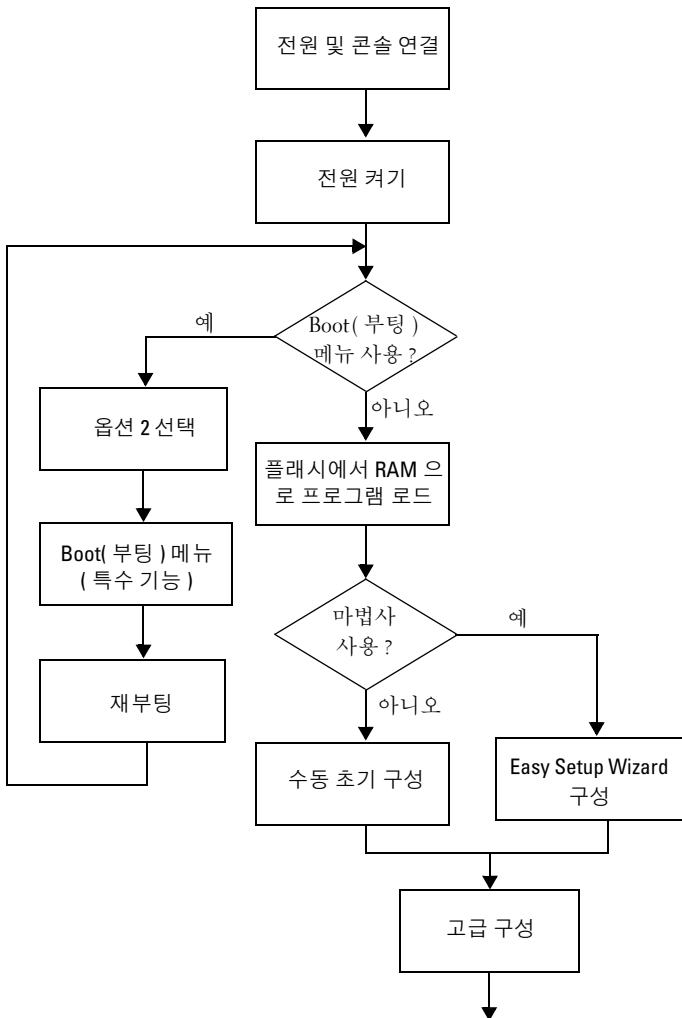 전원 및 콘솔 연결
전원 켜기
예
Boot( 부팅 )
메뉴 사용 ?
아니오
옵션 2 선택
플래시에서 RAM 으
로 프로그램 로드
Boot( 부팅 ) 메뉴
( 특수 기능 )
마법사
사용 ?
예
재부팅
아니오
수동 초기 구성
Easy Setup Wizard
구성
고급 구성